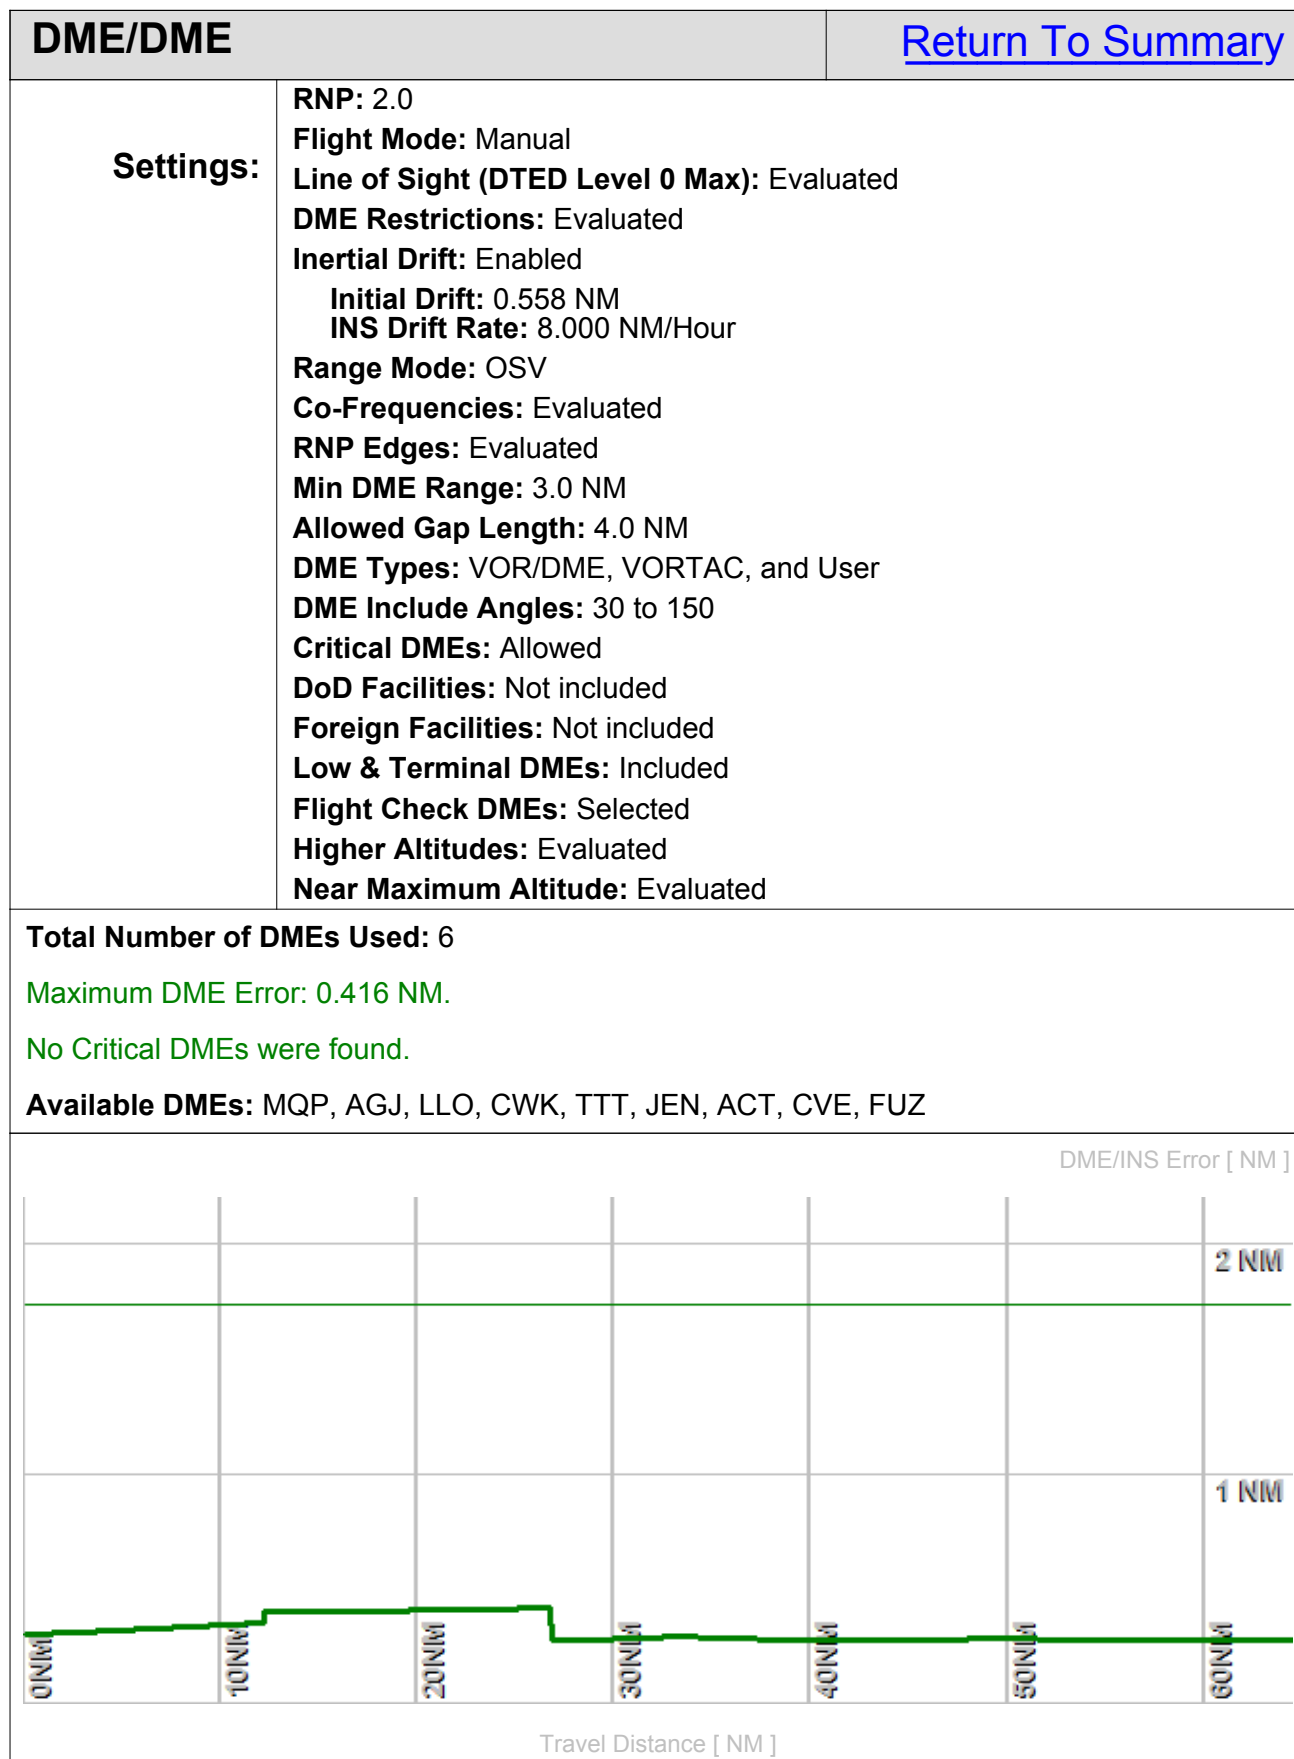 DME/DME
Return To Summary
Settings:
RNP: 2.0
Flight Mode: Manual
Line of Sight (DTED Level 0 Max): Evaluated
DME Restrictions: Evaluated
Inertial Drift: Enabled
Initial Drift: 0.558 NM
INS Drift Rate: 8.000 NM/Hour
Range Mode: OSV
Co-Frequencies: Evaluated
RNP Edges: Evaluated
Min DME Range: 3.0 NM
Allowed Gap Length: 4.0 NM
DME Types: VOR/DME, VORTAC, and User
DME Include Angles: 30 to 150
Critical DMEs: Allowed
DoD Facilities: Not included
Foreign Facilities: Not included
Low & Terminal DMEs: Included
Flight Check DMEs: Selected
Higher Altitudes: Evaluated
Near Maximum Altitude: Evaluated
Total Number of DMEs Used: 6
Maximum DME Error: 0.416 NM.
No Critical DMEs were found.
Available DMEs: MQP, AGJ, LLO, CWK, TTT, JEN, ACT, CVE, FUZ
DME/INS Error [ NM ]
2 NM
1 NM
0NM
10NM
20NM
30NM
40NM
50NM
60NM
Travel Distance [ NM ]